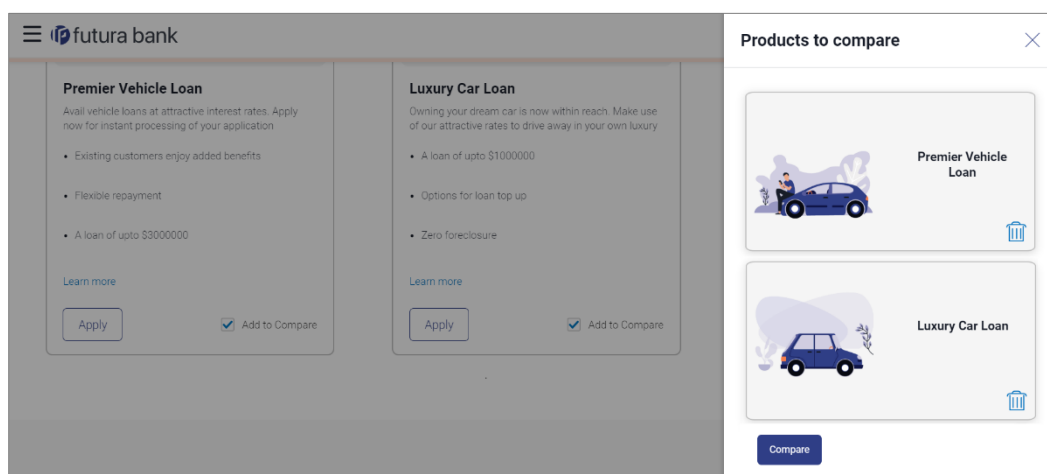 futura bank
Premier Vehicle Loan
Avail vehicle loans at attractive interest rates. Apply
now for instant processing of your application
• Existing customers enjoy added benefits
• Flexible repayment
• A loan of upto $3000000
Learn more
Apply
Add to Compare
Luxury Car Loan
Owning your dream car is now within reach. Make use
of our attractive rates to drive away in your own luxury
• A loan of upto $1000000
• Options for loan top up
• Zero foreclosure
Learn more
Apply
Add to Compare
Products to compare
Premier Vehicle
Loan
Luxury Car Loan
Compare